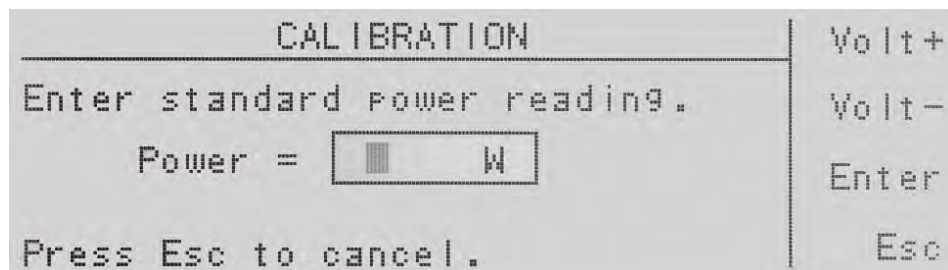 CALIBRATION
Enter standard power reading.
Power = W
Press Esc to cancel.
Volt+
Volt-
Enter
Esc